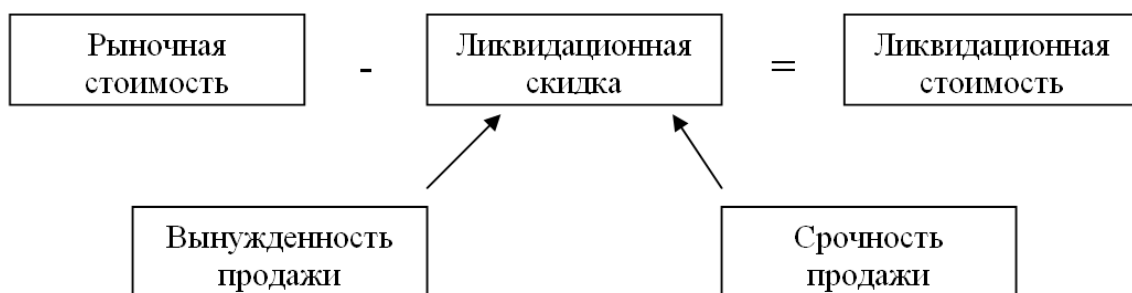 Рыночная
стоимость
-
Ликвидационная
скидка
=
Ликвидационная
стоимость
Вынужденность
продажи
Срочность
продажи